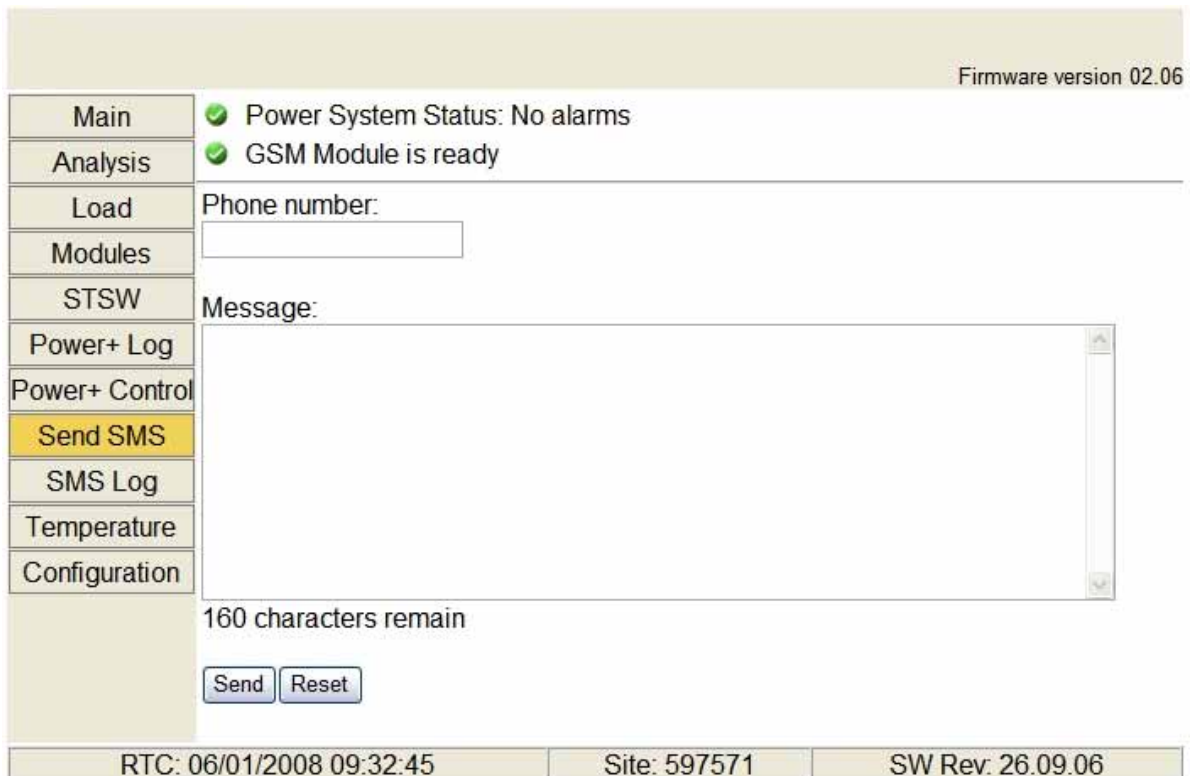 Firmware version 02.06
Main
Analysis
Load
Modules
STSW
Power+ Log
Power+ Control
Send SMS
SMS Log
Temperature
Configuration
Power System Status: No alarms
GSM Module is ready
Phone number:
Message:
160 characters remain
Send Reset
RTC: 06/01/2008 09:32:45 Site: 597571 SW Rev: 26.09.06